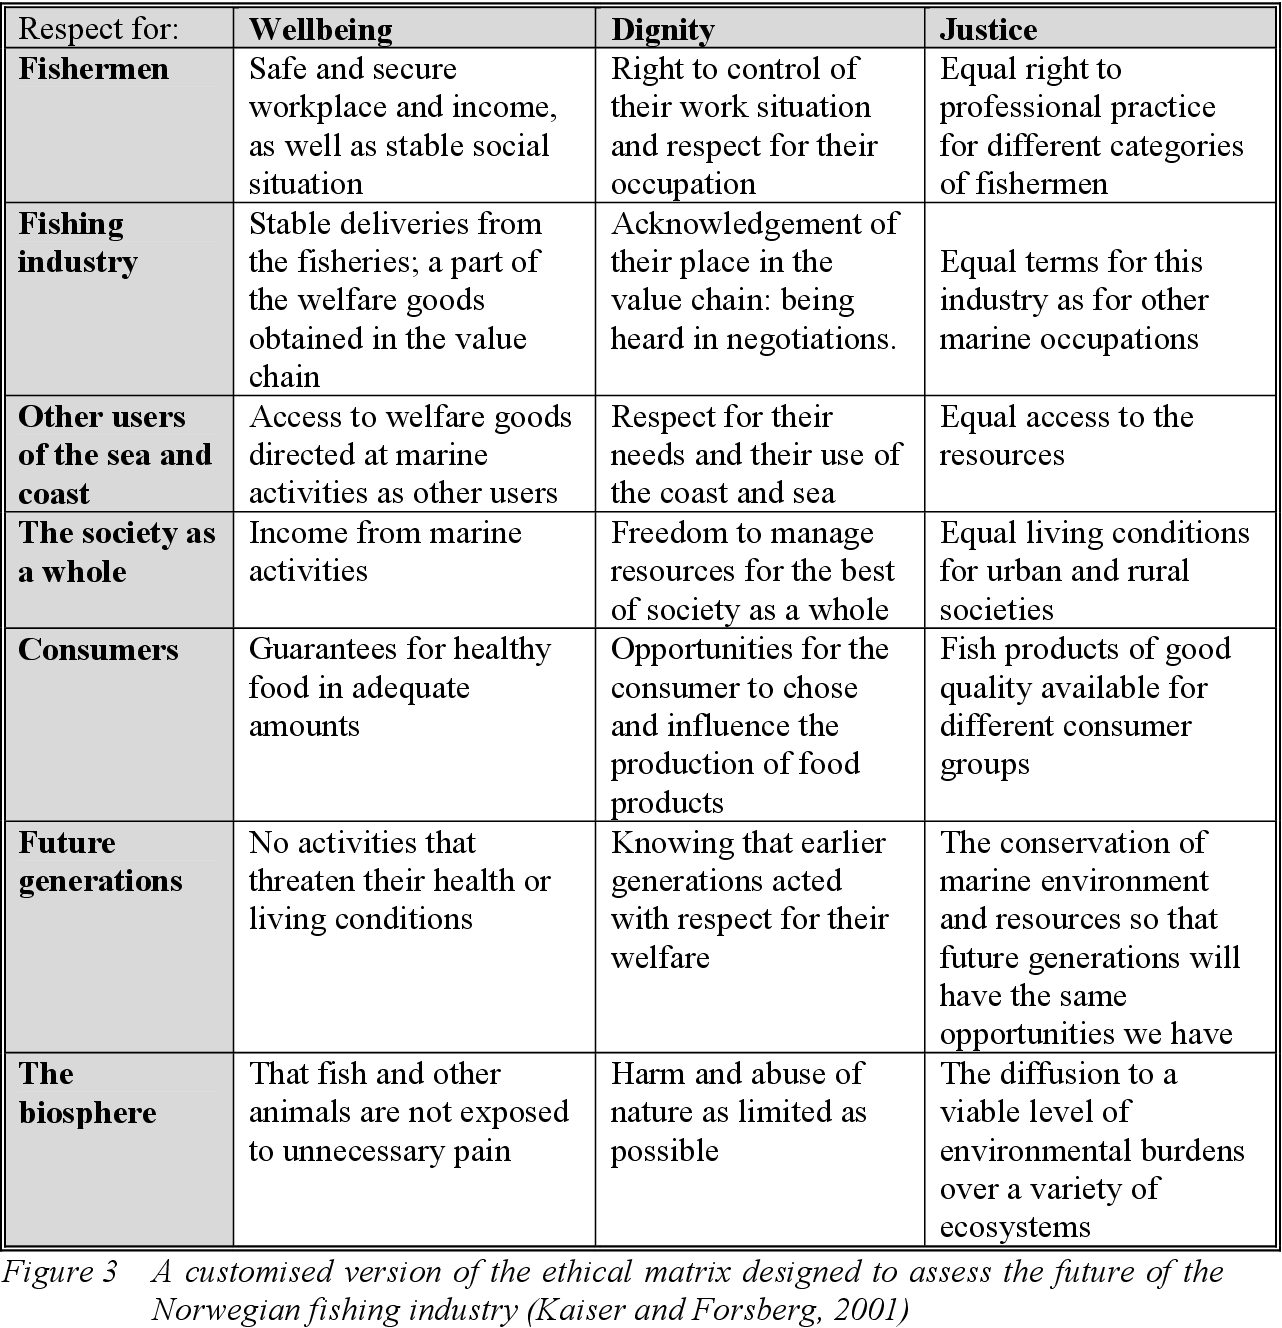 Respect for:
Wellbeing
Dignity
Justice
Fishermen
Safe and secure
workplace and income,
as well as stable social
situation
Right to control of
their work situation
and respect for their
occupation
Equal right to
professional practice
for different categories
of fishermen
Fishing
industry
Stable deliveries from
the fisheries; a part of
the welfare goods
obtained in the value
chain
Acknowledgement of
their place in the
value chain: being
heard in negotiations.
Equal terms for this
industry as for other
marine occupations
Other users
of the sea and
coast
Access to welfare goods
directed at marine
activities as other users
Respect for their
needs and their use of
the coast and sea
Equal access to the
resources
The society as
a whole
Income from marine
activities
Freedom to manage
resources for the best
of society as a whole
Equal living conditions
for urban and rural
societies
Consumers
Guarantees for healthy
food in adequate
amounts
Opportunities for the
consumer to chose
and influence the
production of food
products
Fish products of good
quality available for
different consumer
groups
Future
generations
No activities that
threaten their health or
living conditions
Knowing that earlier
generations acted
with respect for their
welfare
The conservation of
marine environment
and resources so that
future generations will
have the same
opportunities we have
The
biosphere
That fish and other
animals are not exposed
to unnecessary pain
Harm and abuse of
nature as limited as
possible
The diffusion to a
viable level of
environmental burdens
over a variety of
ecosystems
Figure 3 A customised version of the ethical matrix designed to assess the future of the
Norwegian fishing industry (Kaiser and Forsberg, 2001)